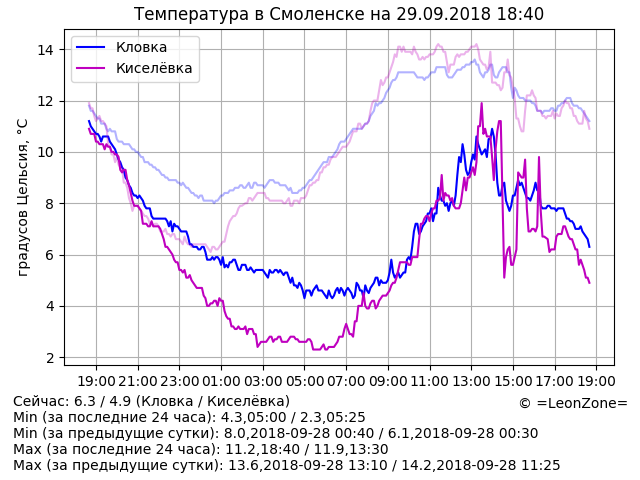 Температура в Смоленске на 29.09.2018 18:40
Кловка
Киселёвка
градусов Цельсия, °C
14
12
10
8
6
4
2
19:00 21:00 23:00 01:00 03:00 05:00 07:00 09:00 11:00 13:00 15:00 17:00 19:00
Сейчас: 6.3 / 4.9 (Кловка / Киселёвка)
© =LeonZone=
Min (за последние 24 часа): 4.3,05:00 / 2.3,05:25
Min (за предыдущие сутки): 8.0,2018-09-28 00:40 / 6.1,2018-09-28 00:30
Max (за последние 24 часа): 11.2,18:40 / 11.9,13:30
Max (за предыдущие сутки): 13.6,2018-09-28 13:10 / 14.2,2018-09-28 11:25